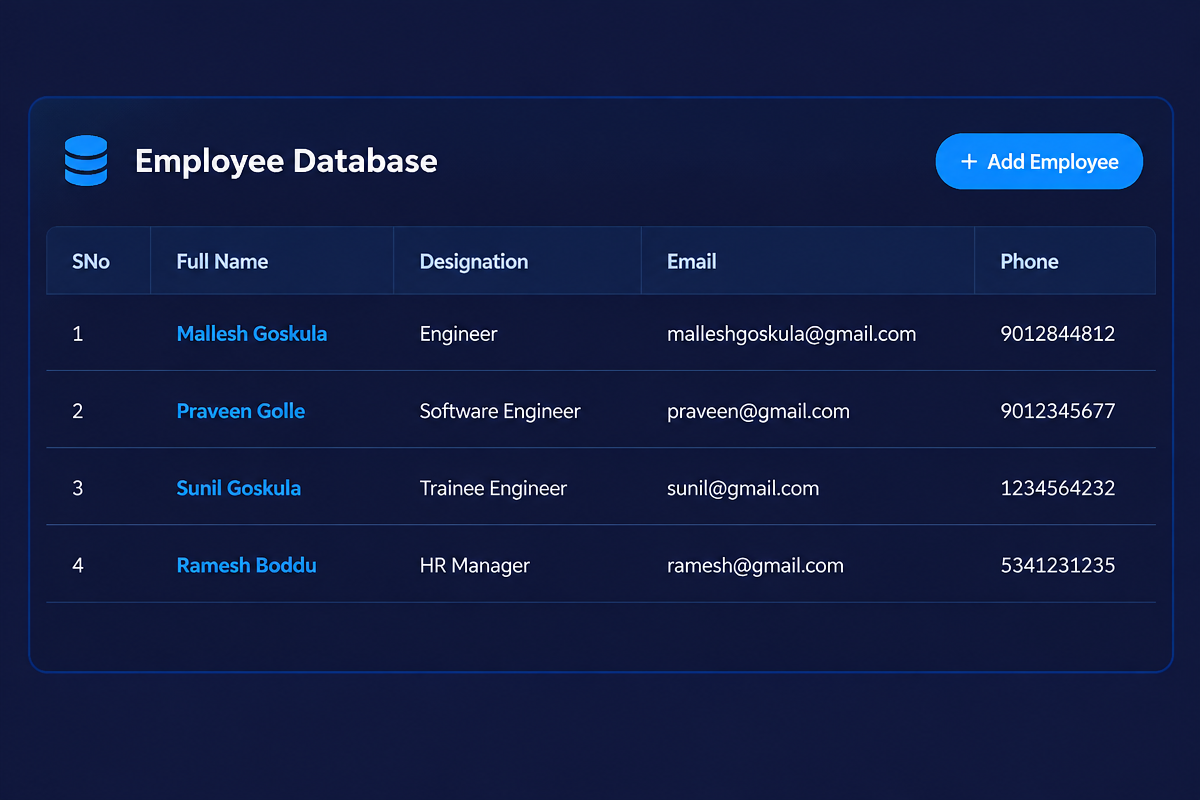 Employee Database
+ Add Employee
SNo Full Name Designation Email Phone
1 Mallesh Goskula Engineer malleshgoskula@gmail.com 9012844812
2 Praveen Golle Software Engineer praveen@gmail.com 9012345677
3 Sunil Goskula Trainee Engineer sunil@gmail.com 1234564232
4 Ramesh Boddu HR Manager ramesh@gmail.com 5341231235